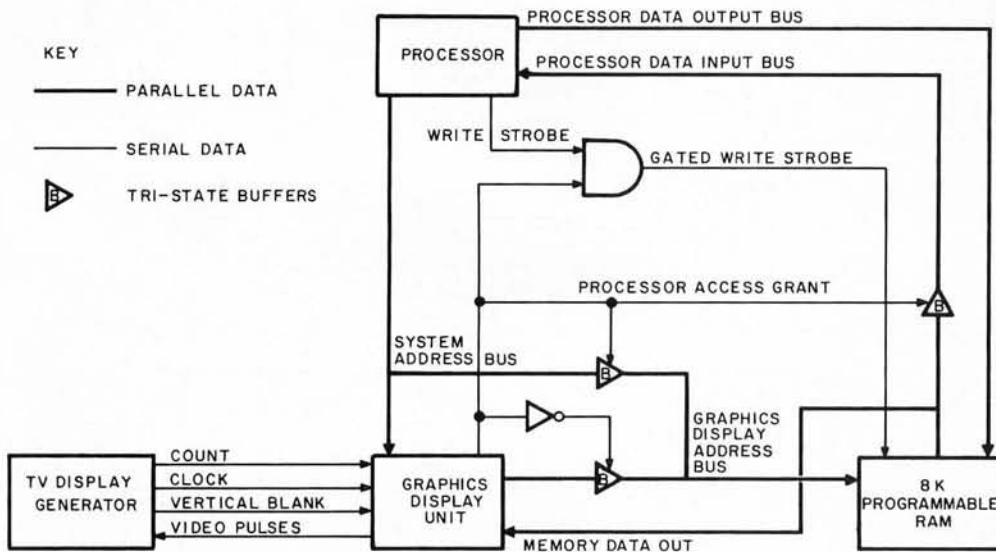 PROCESSOR DATA OUTPUT BUS
KEY
PROCESSOR
PROCESSOR DATA INPUT BUS
PARALLEL DATA
WRITE STROBE
SERIAL DATA
GATED WRITE STROBE
B
TRI-STATE BUFFERS
PROCESSOR ACCESS GRANT
B
SYSTEM
ADDRESS BUS
B
GRAPHICS
DISPLAY
ADDRESS
BUS
COUNT
TV DISPLAY
GENERATOR
CLOCK
VERTICAL BLANK
VIDEO PULSES
GRAPHICS
DISPLAY
UNIT
B
8K
PROGRAMMABLE
RAM
MEMORY DATA OUT